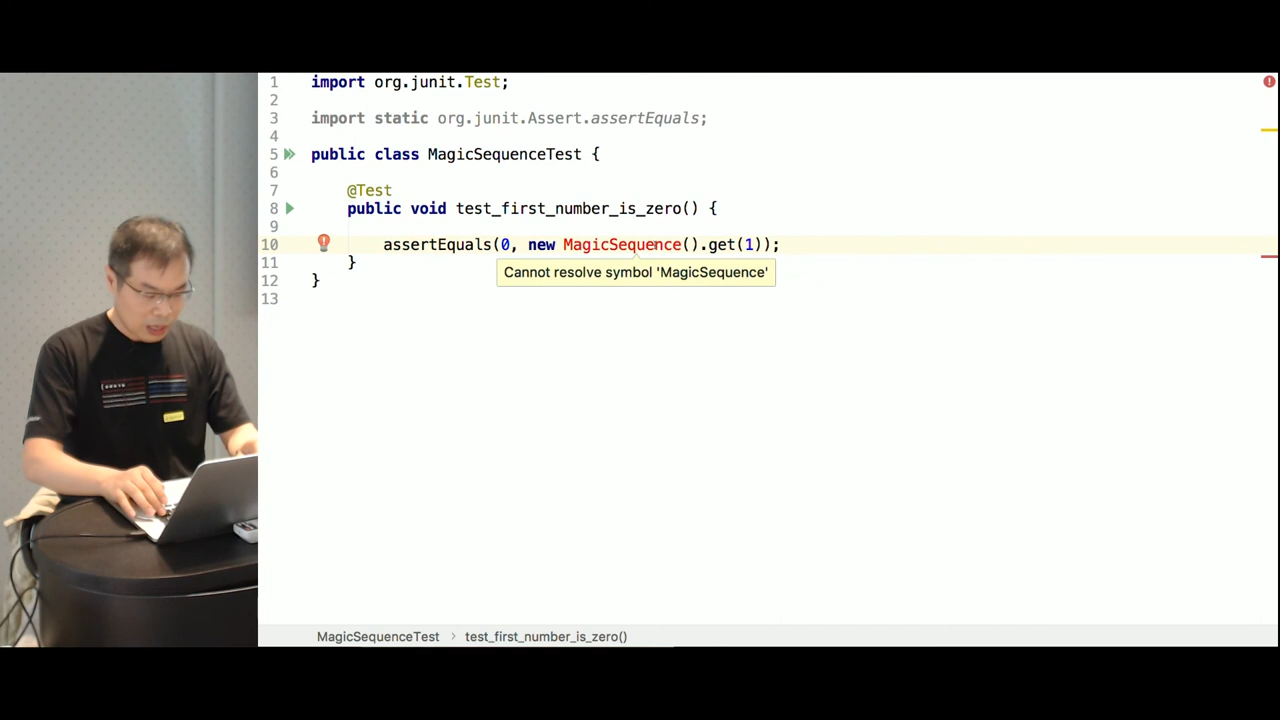 1 import org.junit.Test;
2
3 import static org.junit.Assert.assertEquals;
4
5 public class MagicSequenceTest {
6
7 @Test
8 public void test_first_number_is_zero() {
9
10 assertEquals(0, new MagicSequence().get(1));
11 }
Cannot resolve symbol 'MagicSequence'
12 }
13
MagicSequenceTest > test_first_number_is_zero()